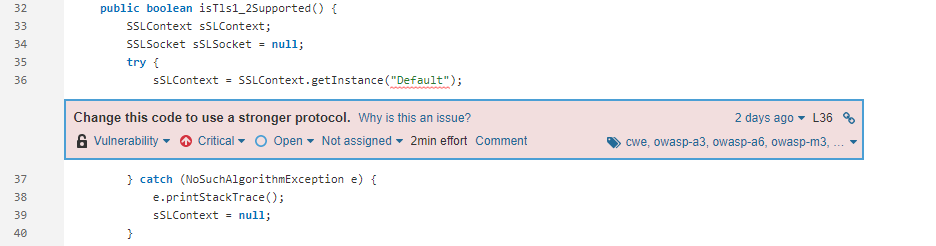 32 public boolean isTls1_2Supported() {
33 SSLContext sSLContext;
34 SSLSocket sSLSocket = null;
35 try {
36 sSLContext = SSLContext.getInstance("Default");
Change this code to use a stronger protocol. Why is this an issue? 2 days ago L36
Vulnerability Critical Open Not assigned 2min effort Comment cwe, owasp-a3, owasp-a6, owasp-m3, ...
37 } catch (NoSuchAlgorithmException e) {
38 e.printStackTrace();
39 sSLContext = null;
40 }